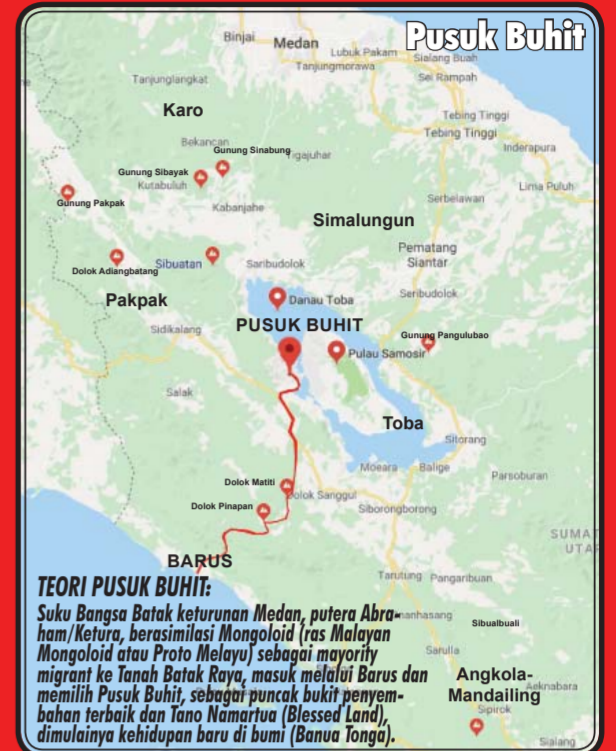 Pusuk Buhit
Binjai
Medan
Lubuk Pakam
Sialang Buah
Tanjungmorawa
Sei Rampah
Tanjunglangkat
Karo
Tebing Tinggi
Tebing Tinggi
Bekancan
Gunung Sinabung
Tigajuhar
Inderapura
Gunung Sibayak
Kutabuluh
Lima Puluh
Gunung Pakpak
Kabanjahe
Serbelawan
Simalungun
Pematang
Siantar
Dolok Adiangbatang
Sibuatan
Saribudolok
Seribudolok
Pakpak
Danau Toba
PUSUK BUHIT
Sidikalang
Gunung Pangulubao
Pulau Samosir
Salak
Toba
Sitorang
Moeara
Balige
Parsoburan
Dolok Matiti
Dolok Sanggul
Dolok Pinapan
Siborongborong
SUMAT
UTA
BARUS
Tarutung
Pangaribuan
TEORI PUSUK BUHIT:
Suku Bangsa Batak keturunan Medan, putera Abra-
ham/Ketura, berasimilasi Mongoloid (ras Malayan
Mongoloid atau Proto Melayu) sebagai mayority
migrant ke Tanah Batak Raya, masuk melalui Barus dan
memilih Pusuk Buhit, sebagai puncak bukit penyem-
bahan terbaik dan Tano Namartua (Blessed Land),
dimulainya kehidupan baru di bumi (Banua Tonga).
manhasang
Sibualbuali
Sarulla
Angkola-
Mandailing
Aeknabara
Sipirok
Sialang